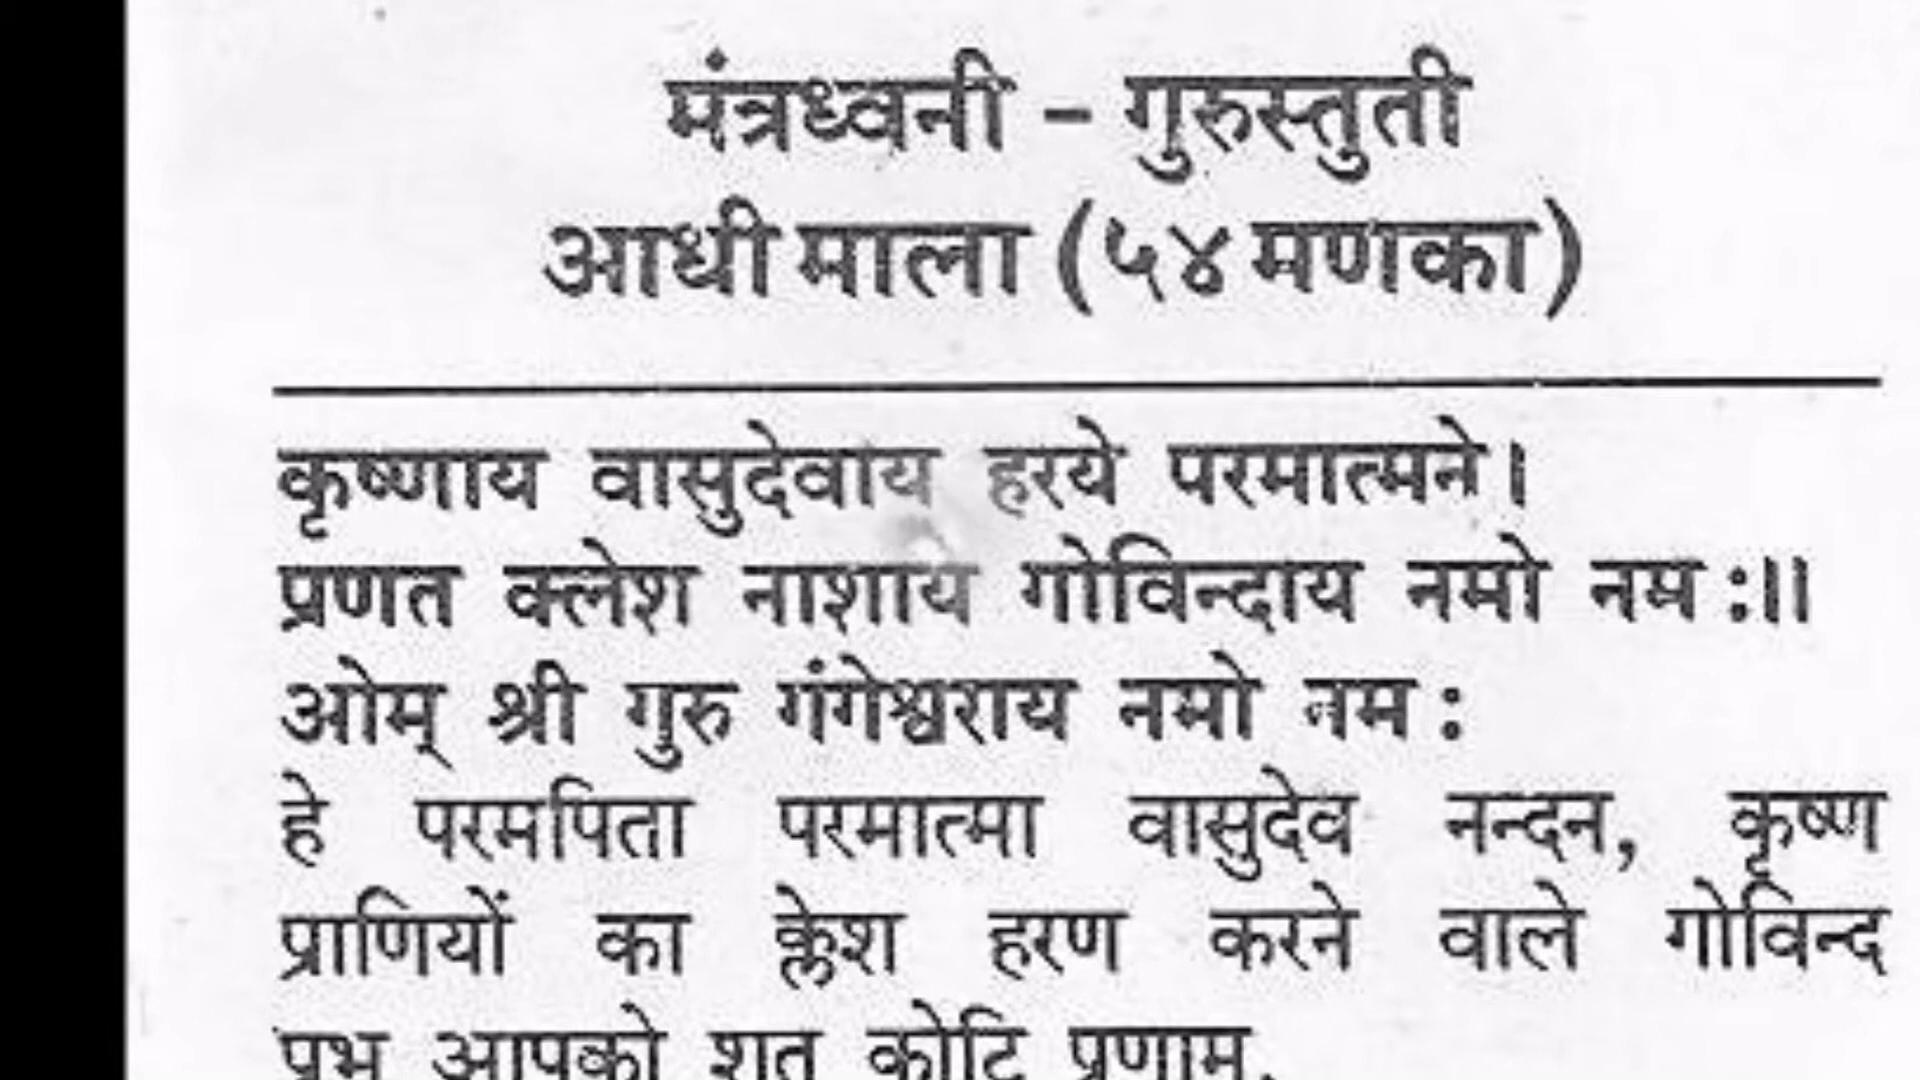 मंत्रध्वनी - गुरुस्तुती
आधी माला (५४ मणका)
कृष्णाय वासुदेवाय हरये परमात्मने।
प्रणत क्लेश नाशाय गोविन्दाय नमो नमः॥
ओम् श्री गुरु गंगेश्वराय नमो नमः
हे परमपिता परमात्मा वासुदेव नन्दन, कृष्ण
प्राणियों का क्लेश हरण करने वाले गोविन्द
प्रभु आपको शत कोटि प्रणाम.